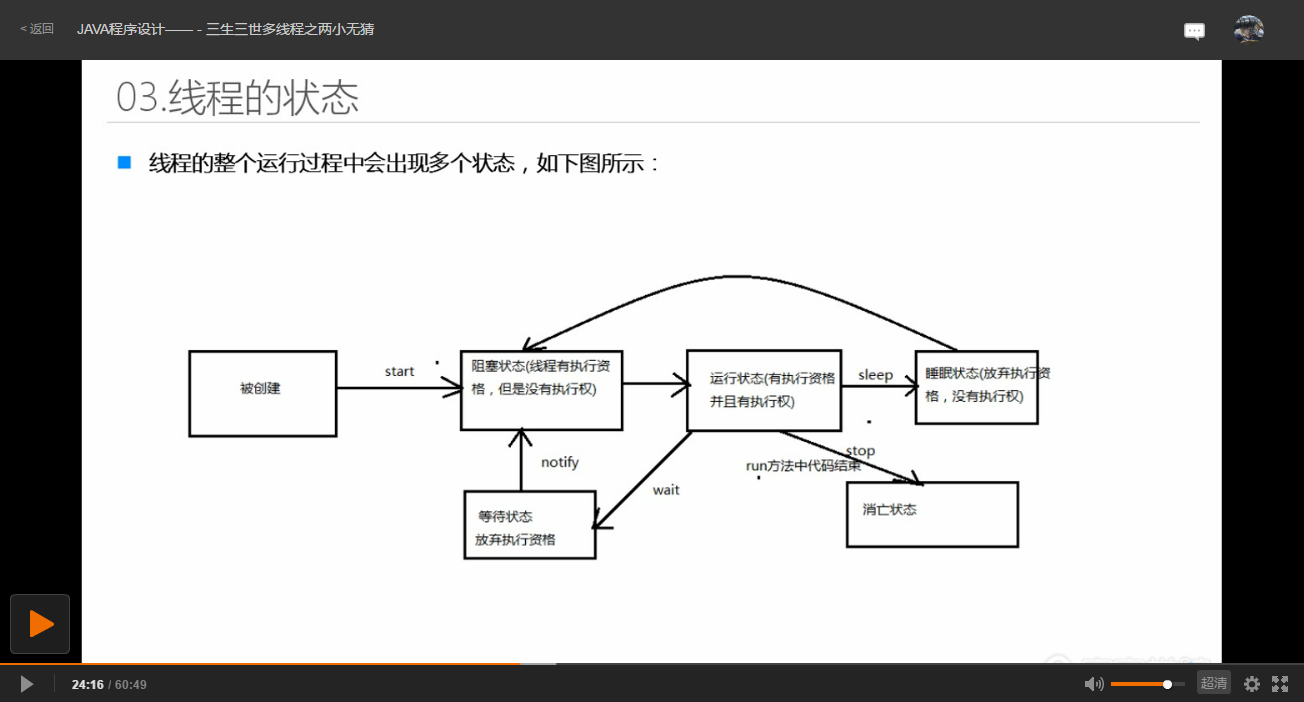 < 返回
JAVA程序设计—— - 三生三世多线程之两小无猜
03.线程的状态
线程的整个运行过程中会出现多个状态，如下图所示：
被创建
start
阻塞状态(线程有执行资
格，但是没有执行权)
运行状态(有执行资格
并且有执行权)
sleep
睡眠状态(放弃执行资
格，没有执行权)
notify
wait
stop
run方法中代码结束
等待状态
放弃执行资格
消亡状态
24:16 / 60:49
超清